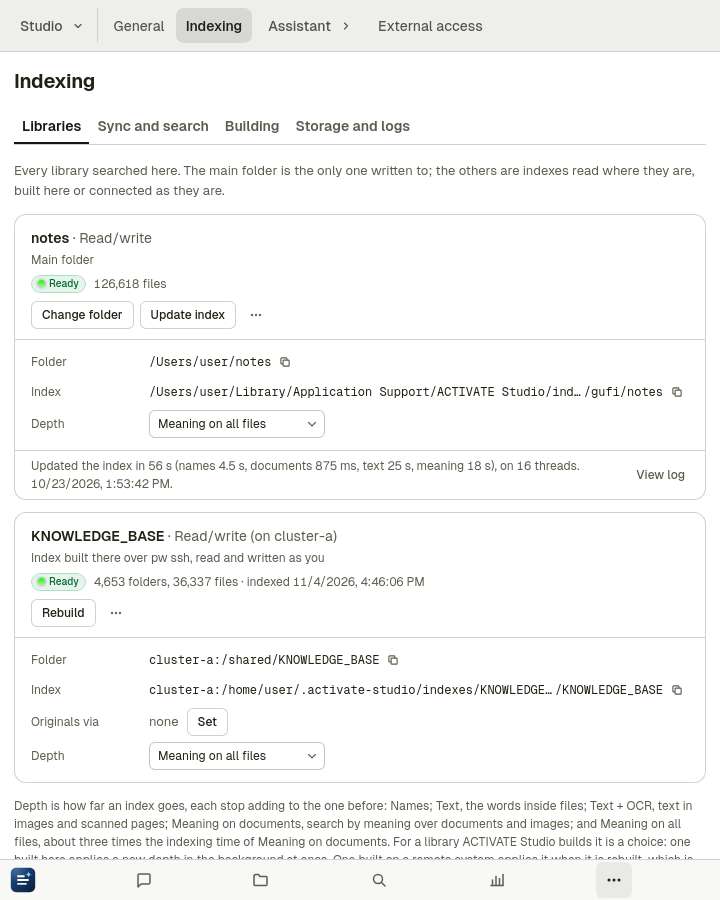 Studio General Indexing Assistant External access
Indexing
Libraries Sync and search Building Storage and logs
Every library searched here. The main folder is the only one written to; the others are indexes read where they are,
built here or connected as they are.
notes · Read/write
Main folder
Ready 126,618 files
Change folder Update index ···
Folder /Users/user/notes
Index /Users/user/Library/Application Support/ACTIVATE Studio/ind…/gufi/notes
Depth Meaning on all files
Updated the index in 56 s (names 4.5 s, documents 875 ms, text 25 s, meaning 18 s), on 16 threads.
10/23/2026, 1:53:42 PM.
View log
KNOWLEDGE_BASE · Read/write (on cluster-a)
Index built there over pw ssh, read and written as you
Ready 4,653 folders, 36,337 files · indexed 11/4/2026, 4:46:06 PM
Rebuild ···
Folder cluster-a:/shared/KNOWLEDGE_BASE
Index cluster-a:/home/user/.activate-studio/indexes/KNOWLEDGE…/KNOWLEDGE_BASE
Originals via none Set
Depth Meaning on all files
Depth is how far an index goes, each stop adding to the one before: Names; Text, the words inside files; Text + OCR, text in
images and scanned pages; Meaning on documents, search by meaning over documents and images; and Meaning on all
files, about three times the indexing time of Meaning on documents. For a library ACTIVATE Studio builds it is a choice: one
built here applies a new depth in the background at once. One built on a remote system applies it when it is rebuilt, which is